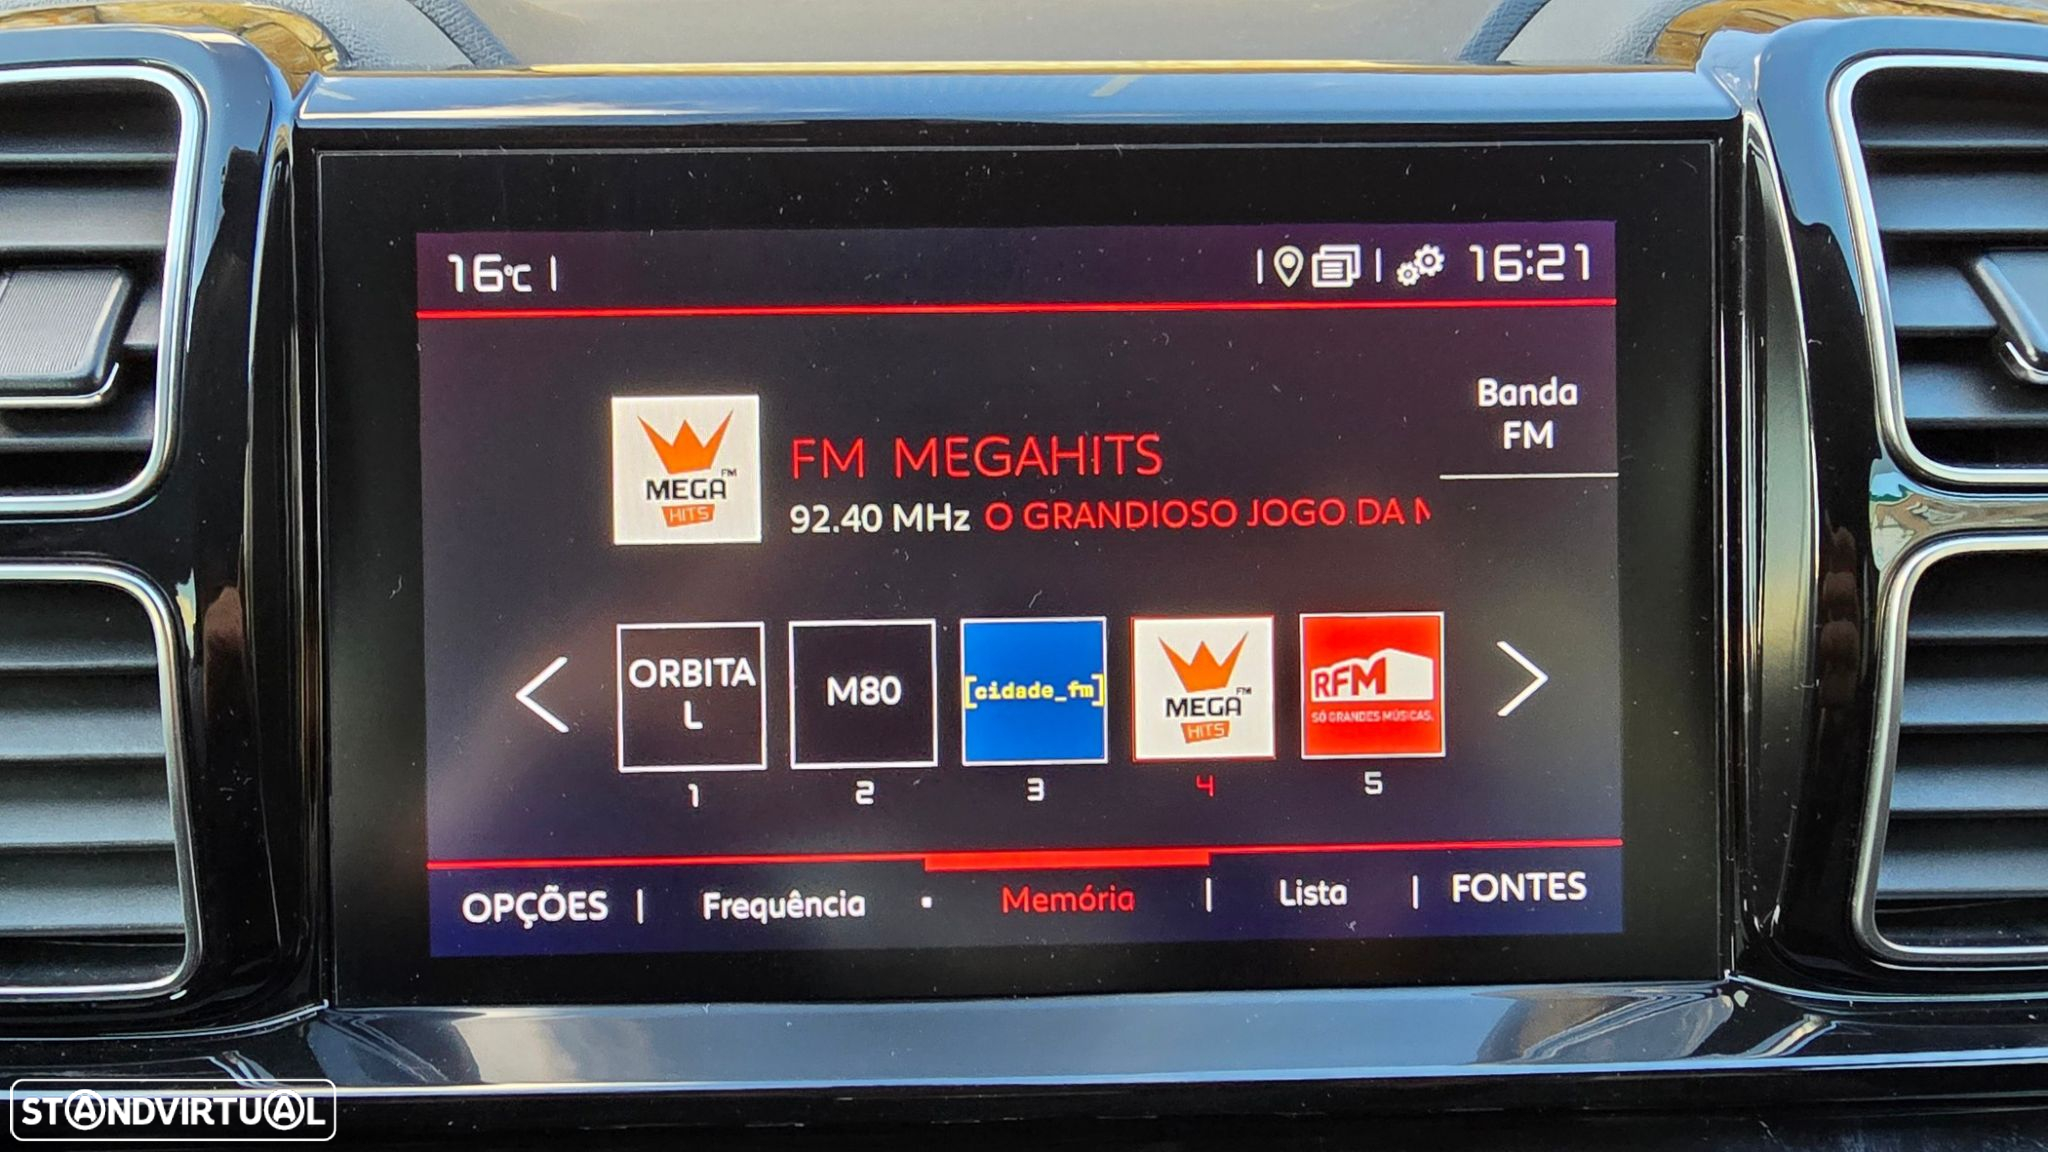 16°C
16:21
Banda
FM
MEGA FM
HITS
FM MEGAHITS
92.40 MHz O GRANDIOSO JOGO DA
ORBITA
L
M80
[cidade_fm]
MEGA FM
HITS
RFM
SÓ GRANDES MÚSICAS.
1
2
3
4
5
OPÇÕES
Frequência
Memória
Lista
FONTES
STANDVIRTUAL